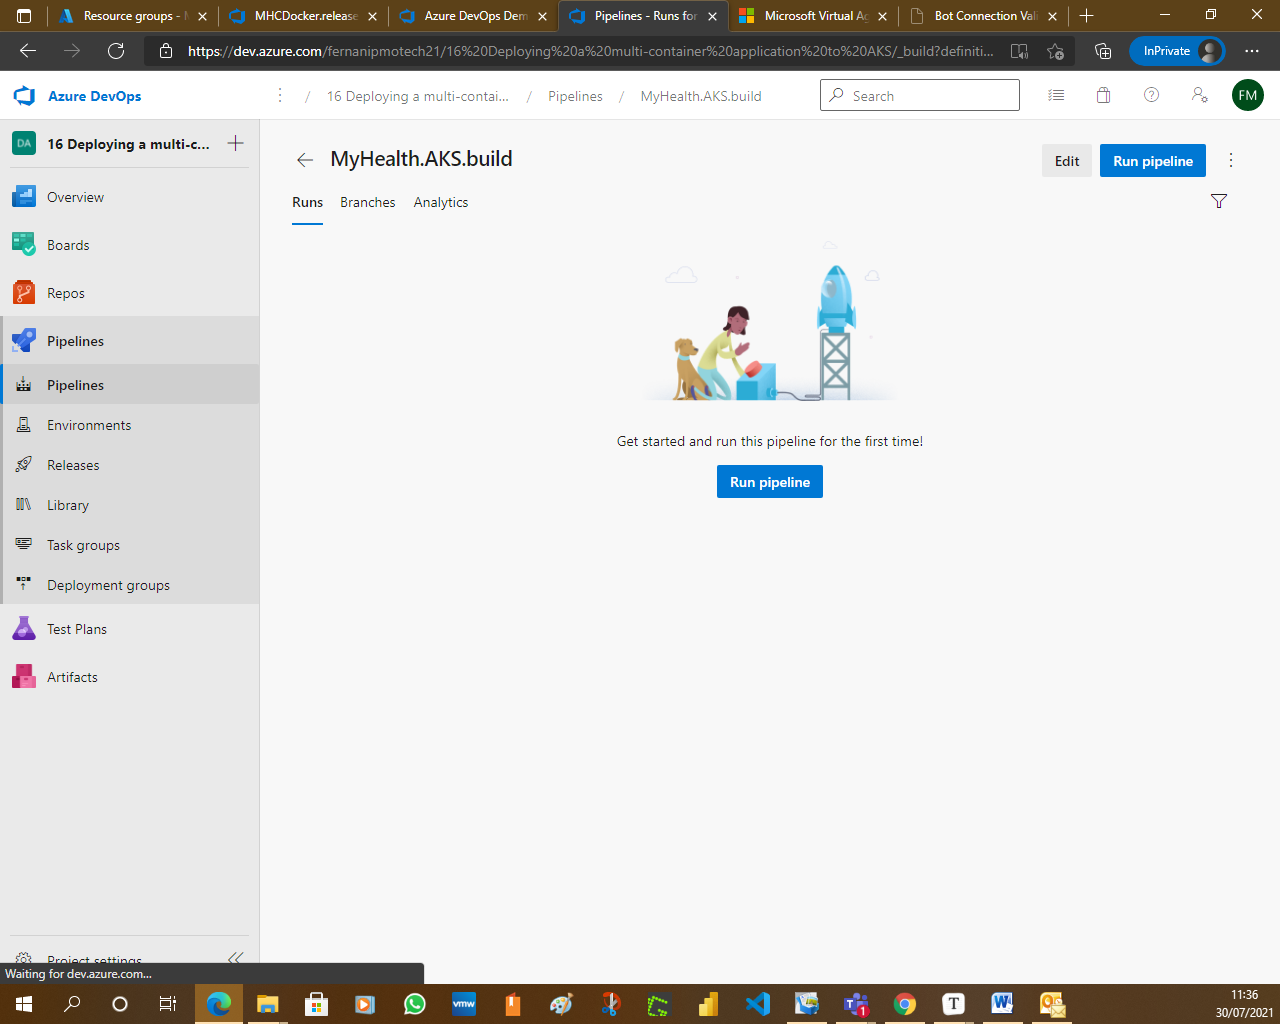 Resource groups - M
MHCDocker.release
Azure DevOps Dem
Pipelines - Runs for
Microsoft Virtual Ag
Bot Connection Vali
https://dev.azure.com/fernanipmotech21/16%20Deploying%20a%20multi-container%20application%20to%20AKS/_build?definiti...
InPrivate
Azure DevOps
/ 16 Deploying a multi-contai... / Pipelines / MyHealth.AKS.build
Search
FM
DA
16 Deploying a multi-c...
MyHealth.AKS.build
Edit
Run pipeline
Runs
Branches
Analytics
Overview
Boards
Repos
Pipelines
Pipelines
Environments
Releases
Library
Task groups
Deployment groups
Test Plans
Artifacts
Get started and run this pipeline for the first time!
Run pipeline
Project settings
Waiting for dev.azure.com...
vmw
1
T
11:36
30/07/2021